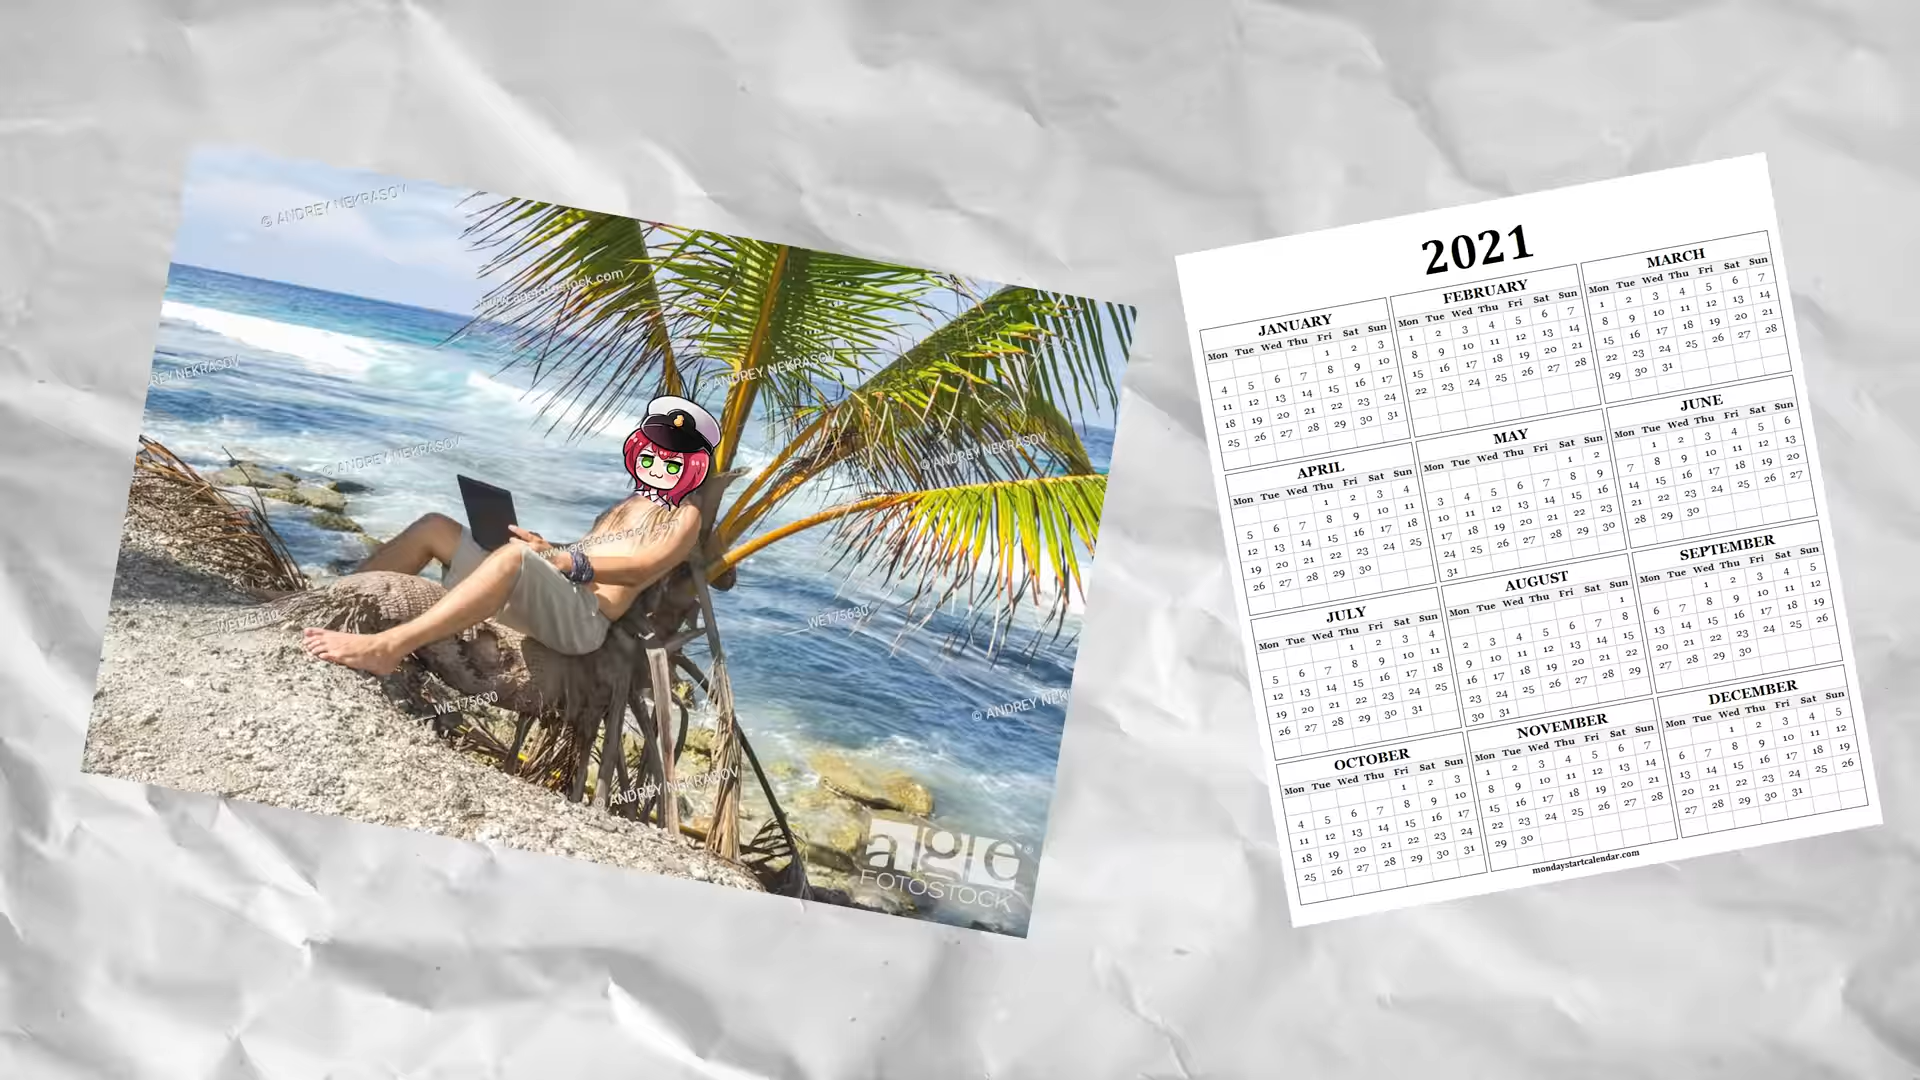 © ANDREY NEKRASOV
www.agefotostock.com
© ANDREY NEKRASOV
REY NEKRASOV
© ANDREY NEKRASOV
© ANDREY NEKRASOV
www.agefotostock.com
WE175630
WE175630
WE175630
© ANDREY NEK
© ANDREY NEKRASOV
age
FOTOSTOCK
2021
JANUARY
Mon Tue Wed Thu Fri Sat Sun
1 2 3
4 5 6 7 8 9 10
11 12 13 14 15 16 17
18 19 20 21 22 23 24
25 26 27 28 29 30 31
FEBRUARY
Mon Tue Wed Thu Fri Sat Sun
1 2 3 4 5 6 7
8 9 10 11 12 13 14
15 16 17 18 19 20 21
22 23 24 25 26 27 28
MARCH
Mon Tue Wed Thu Fri Sat Sun
1 2 3 4 5 6 7
8 9 10 11 12 13 14
15 16 17 18 19 20 21
22 23 24 25 26 27 28
29 30 31
APRIL
Mon Tue Wed Thu Fri Sat Sun
1 2 3 4
5 6 7 8 9 10 11
12 13 14 15 16 17 18
19 20 21 22 23 24 25
26 27 28 29 30
MAY
Mon Tue Wed Thu Fri Sat Sun
1 2
3 4 5 6 7 8 9
10 11 12 13 14 15 16
17 18 19 20 21 22 23
24 25 26 27 28 29 30
31
JUNE
Mon Tue Wed Thu Fri Sat Sun
1 2 3 4 5 6
7 8 9 10 11 12 13
14 15 16 17 18 19 20
21 22 23 24 25 26 27
28 29 30
JULY
Mon Tue Wed Thu Fri Sat Sun
1 2 3 4
5 6 7 8 9 10 11
12 13 14 15 16 17 18
19 20 21 22 23 24 25
26 27 28 29 30 31
AUGUST
Mon Tue Wed Thu Fri Sat Sun
1
2 3 4 5 6 7 8
9 10 11 12 13 14 15
16 17 18 19 20 21 22
23 24 25 26 27 28 29
30 31
SEPTEMBER
Mon Tue Wed Thu Fri Sat Sun
1 2 3 4 5
6 7 8 9 10 11 12
13 14 15 16 17 18 19
20 21 22 23 24 25 26
27 28 29 30
OCTOBER
Mon Tue Wed Thu Fri Sat Sun
1 2 3
4 5 6 7 8 9 10
11 12 13 14 15 16 17
18 19 20 21 22 23 24
25 26 27 28 29 30 31
NOVEMBER
Mon Tue Wed Thu Fri Sat Sun
1 2 3 4 5 6 7
8 9 10 11 12 13 14
15 16 17 18 19 20 21
22 23 24 25 26 27 28
29 30
DECEMBER
Mon Tue Wed Thu Fri Sat Sun
1 2 3 4 5
6 7 8 9 10 11 12
13 14 15 16 17 18 19
20 21 22 23 24 25 26
27 28 29 30 31
mondaystartcalendar.com